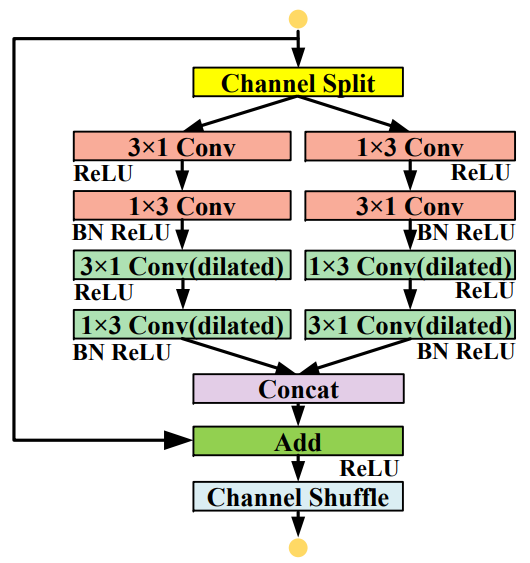 Channel Split
3×1 Conv
1×3 Conv
ReLU
ReLU
1×3 Conv
3×1 Conv
BN ReLU
BN ReLU
3×1 Conv(dilated)
1×3 Conv(dilated)
ReLU
ReLU
1×3 Conv(dilated)
3×1 Conv(dilated)
BN ReLU
BN ReLU
Concat
Add
ReLU
Channel Shuffle